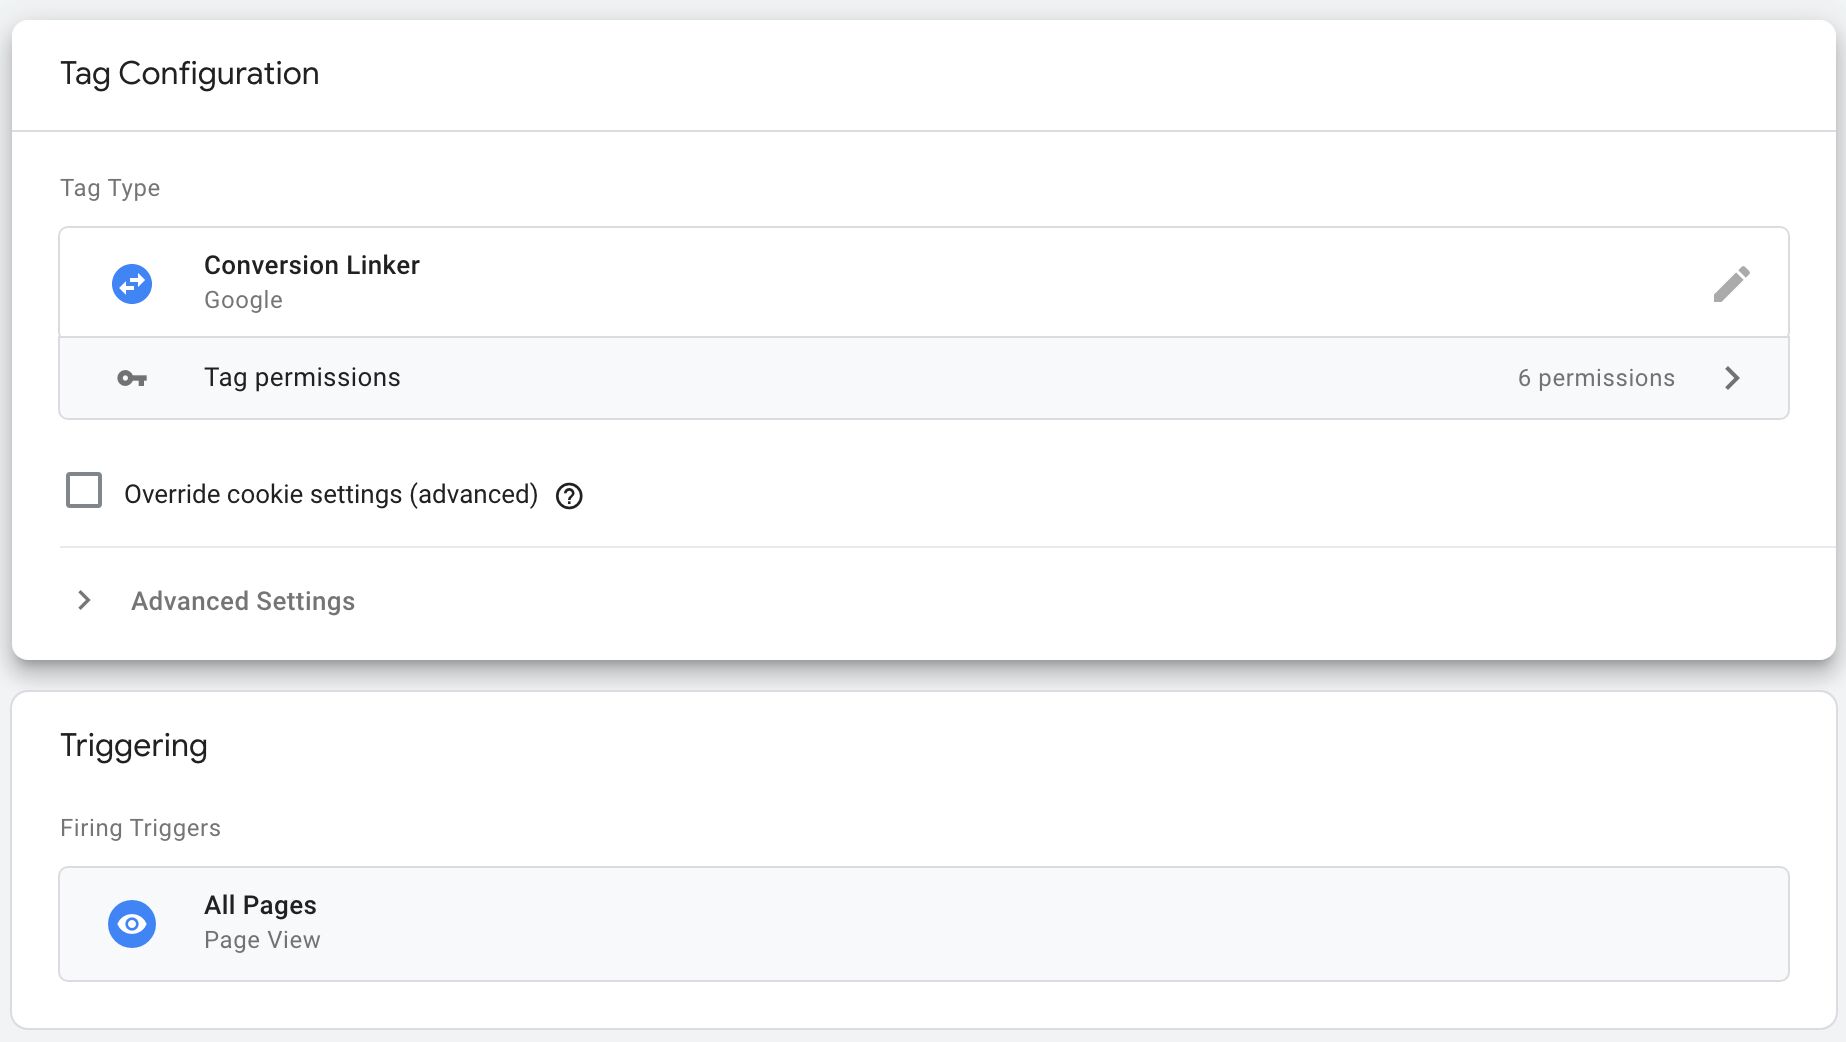 Tag Configuration
Tag Type
Conversion Linker
Google
Tag permissions
6 permissions
Override cookie settings (advanced)
Advanced Settings
Triggering
Firing Triggers
All Pages
Page View